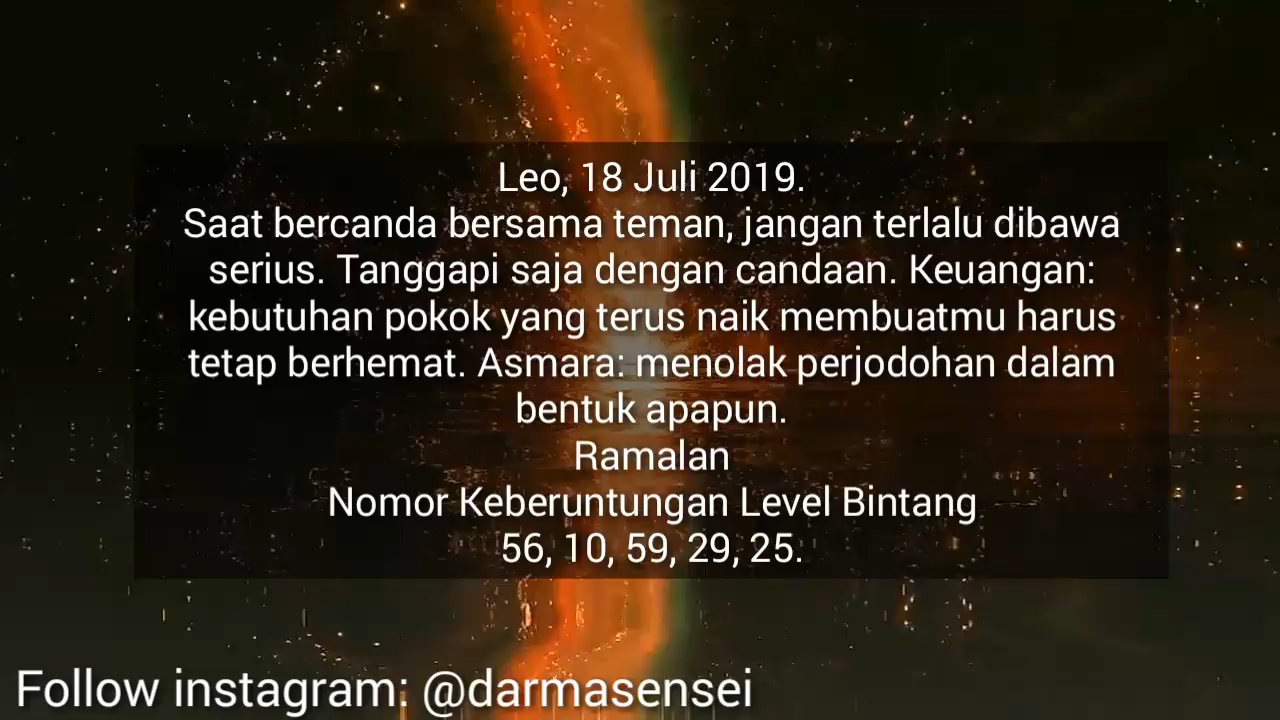 Leo, 18 Juli 2019.
Saat bercanda bersama teman, jangan terlalu dibawa
serius. Tanggapi saja dengan candaan. Keuangan:
kebutuhan pokok yang terus naik membuatmu harus
tetap berhemat. Asmara: menolak perjodohan dalam
bentuk apapun.
Ramalan
Nomor Keberuntungan Level Bintang
56, 10, 59, 29, 25.
Follow instagram: @darmasensei